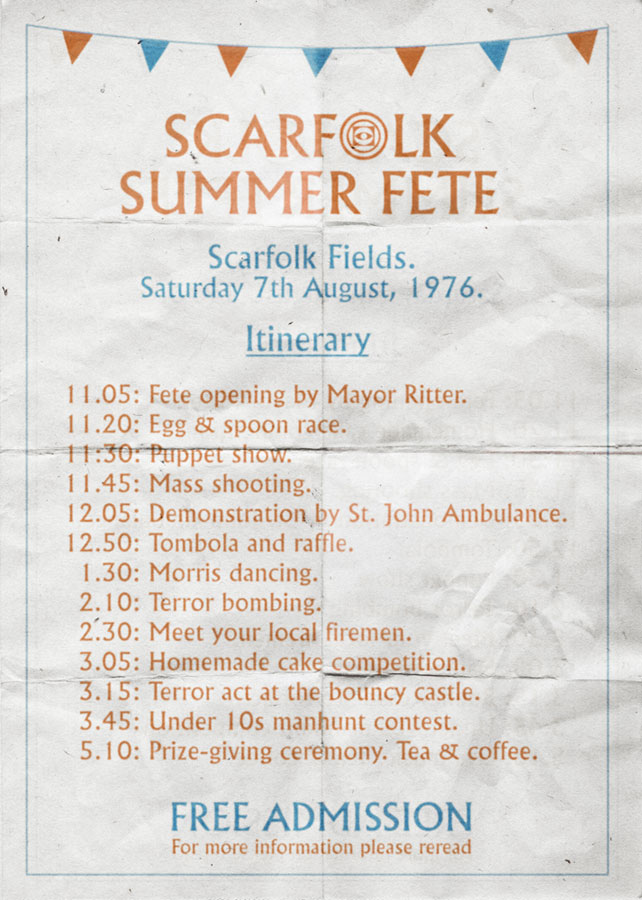 SCARFOLK
SUMMER FETE
Scarfolk Fields.
Saturday 7th August, 1976.
Itinerary
11.05: Fete opening by Mayor Ritter.
11.20: Egg & spoon race.
11:30: Puppet show.
11.45: Mass shooting.
12.05: Demonstration by St. John Ambulance.
12.50: Tombola and raffle.
1.30: Morris dancing.
2.10: Terror bombing.
2.30: Meet your local firemen.
3.05: Homemade cake competition.
3.15: Terror act at the bouncy castle.
3.45: Under 10s manhunt contest.
5.10: Prize-giving ceremony. Tea & coffee.
FREE ADMISSION
For more information please reread